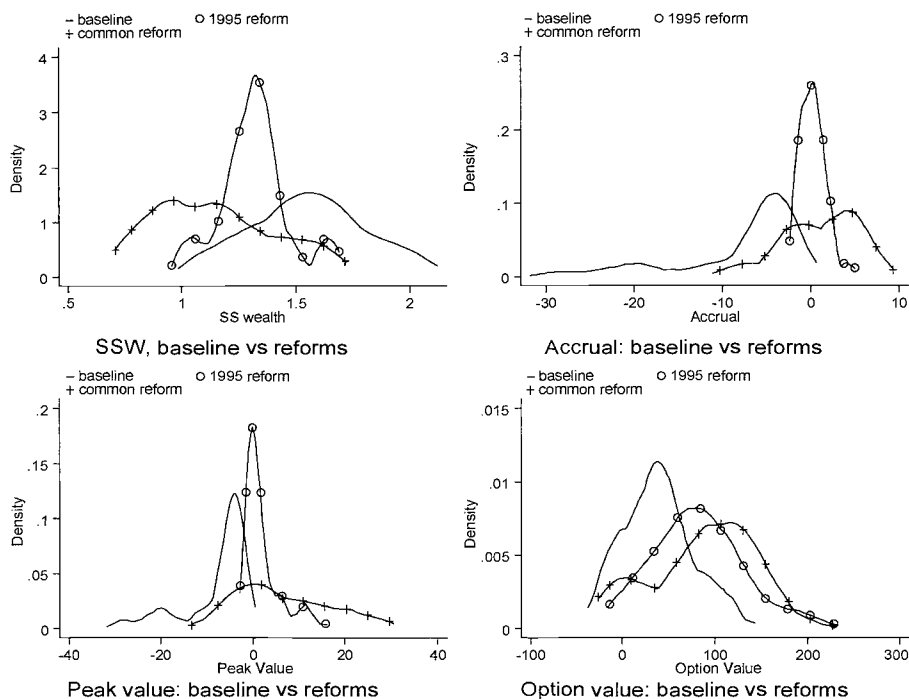 – baseline o 1995 reform
+ common reform
4
3
2
1
0
Density
.5 1 1.5 2
SS wealth
SSW, baseline vs reforms
– baseline o 1995 reform
+ common reform
.3
.2
.1
0
Density
-30 -20 -10 0 10
Accrual
Accrual: baseline vs reforms
– baseline o 1995 reform
+ common reform
.2
.15
.1
.05
0
Density
-40 -20 0 20 40
Peak Value
Peak value: baseline vs reforms
– baseline o 1995 reform
+ common reform
.015
.01
.005
0
Density
-100 0 100 200 300
Option Value
Option value: baseline vs reforms